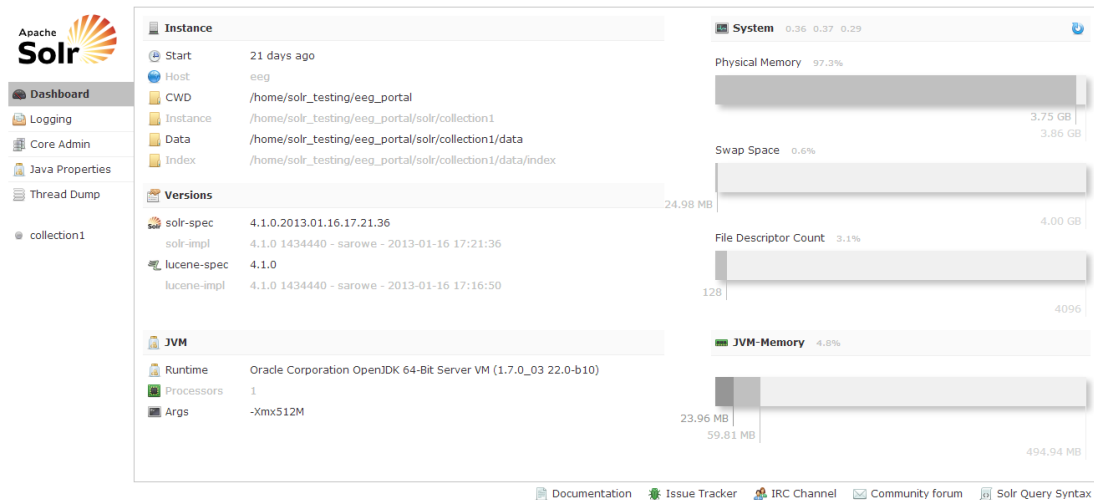 Apache
Solr
Dashboard
Logging
Core Admin
Java Properties
Thread Dump
collection1
Instance
Start 21 days ago
Host eeg
CWD /home/solr_testing/eeg_portal
Instance /home/solr_testing/eeg_portal/solr/collection1
Data /home/solr_testing/eeg_portal/solr/collection1/data
Index /home/solr_testing/eeg_portal/solr/collection1/data/index
Versions
solr-spec 4.1.0.2013.01.16.17.21.36
solr-impl 4.1.0 1434440 - sarowe - 2013-01-16 17:21:36
lucene-spec 4.1.0
lucene-impl 4.1.0 1434440 - sarowe - 2013-01-16 17:16:50
JVM
Runtime Oracle Corporation OpenJDK 64-Bit Server VM (1.7.0_03 22.0-b10)
Processors 1
Args -Xmx512M
System 0.36 0.37 0.29
Physical Memory 97.3%
3.75 GB
3.86 GB
Swap Space 0.6%
24.98 MB
4.00 GB
File Descriptor Count 3.1%
128
4096
JVM-Memory 4.8%
23.96 MB
59.81 MB
494.94 MB
Documentation Issue Tracker IRC Channel Community forum Solr Query Syntax